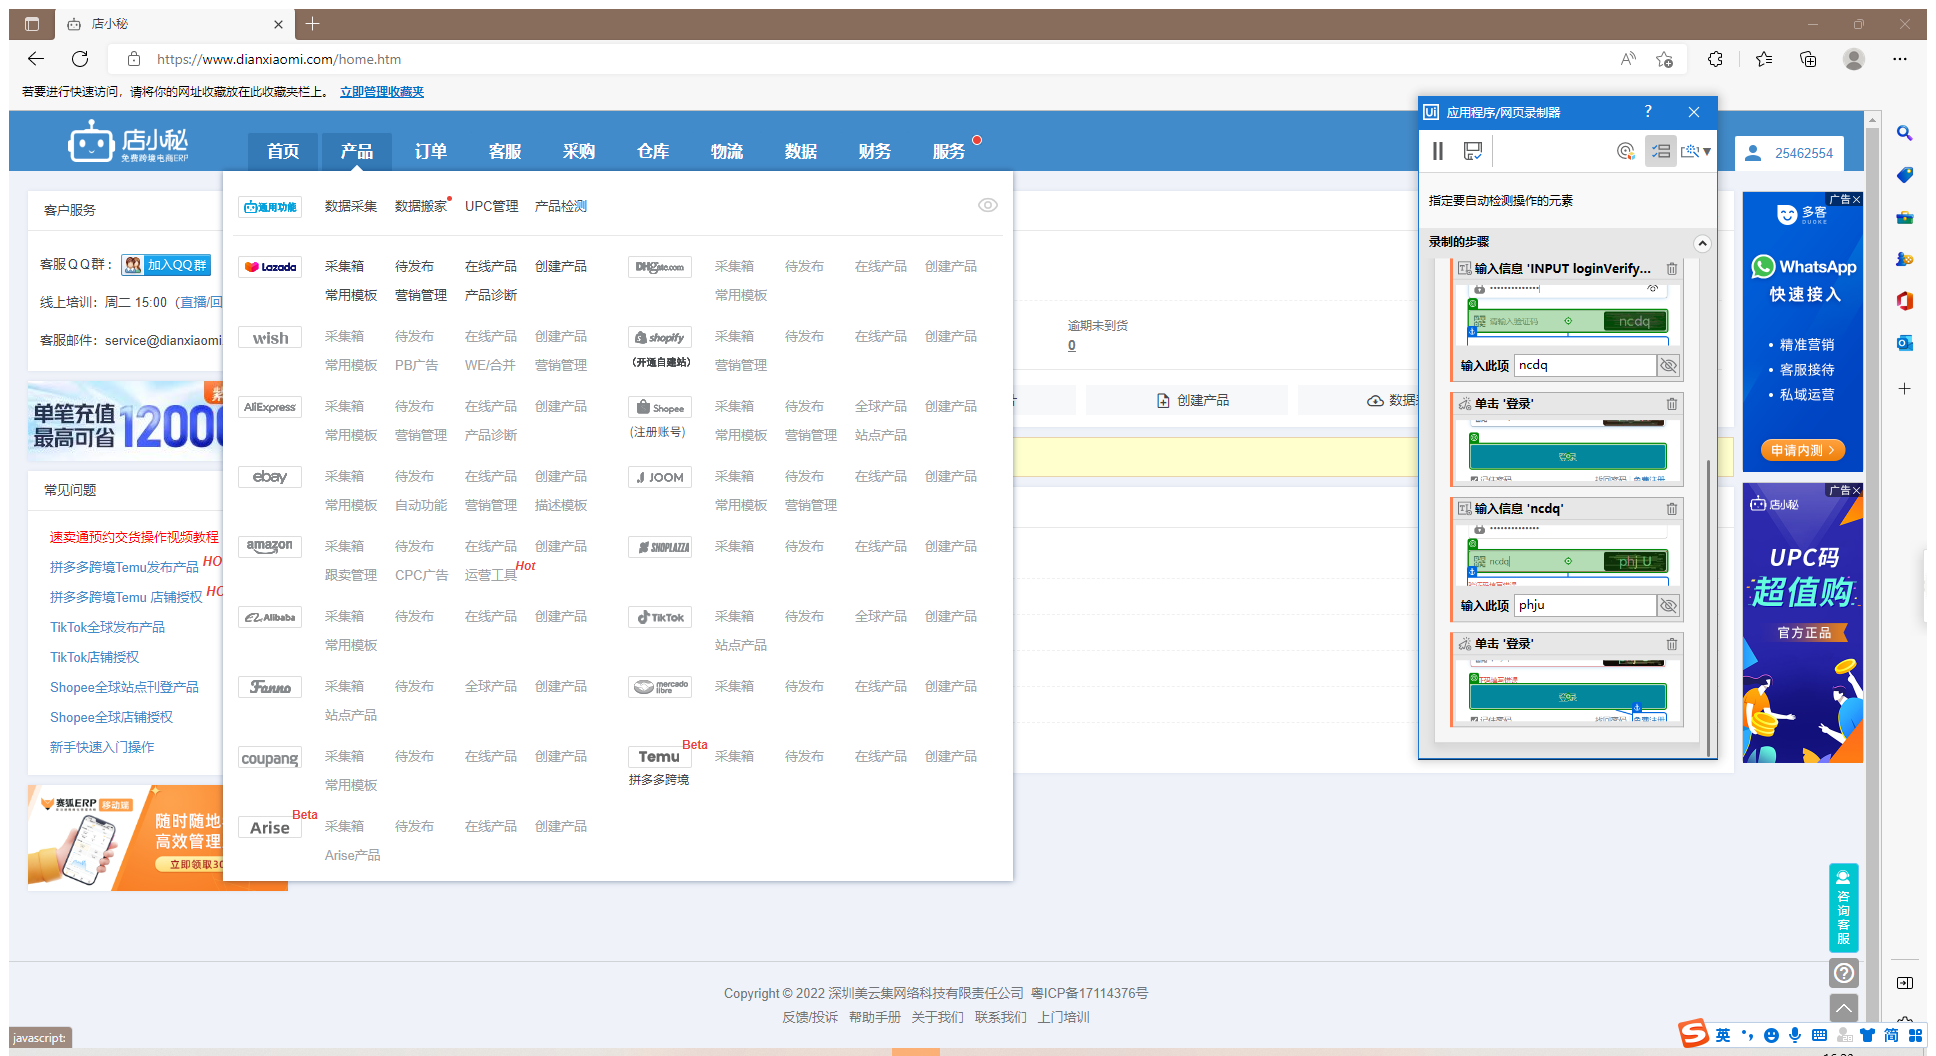 店小秘
https://www.dianxiaomi.com/home.htm
若要进行快速访问，请将你的网址收藏放在此收藏夹栏上。 立即管理收藏夹
店小秘
免费跨境电商ERP
首页 产品 订单 客服 采购 仓库 物流 数据 财务 服务
25462554
客户服务
客服QQ群： 加入QQ群
线上培训：周二 15:00（直播/回
客服邮件：service@dianxiaomi
单笔充值
最高可省 12000
常见问题
速卖通预约交货操作视频教程
拼多多跨境Temu发布产品 HO
拼多多跨境Temu 店铺授权 HO
TikTok全球发布产品
TikTok店铺授权
Shopee全球站点刊登产品
Shopee全球店铺授权
新手快速入门操作
赛狐ERP 移动端
随时随地
高效管理
立即领取30
通用功能 数据采集 数据搬家 UPC管理 产品检测
Lazada 采集箱 待发布 在线产品 创建产品
常用模板 营销管理 产品诊断
DHgate.com 采集箱 待发布 在线产品 创建产品
常用模板
wish 采集箱 待发布 在线产品 创建产品
常用模板 PB广告 WE/合并 营销管理
shopify 采集箱 待发布 在线产品 创建产品
（开通自建站） 营销管理
AliExpress 采集箱 待发布 在线产品 创建产品
常用模板 营销管理 产品诊断
Shopee 采集箱 待发布 全球产品 创建产品
(注册账号) 常用模板 营销管理 站点产品
ebay 采集箱 待发布 在线产品 创建产品
常用模板 自动功能 营销管理 描述模板
JOOM 采集箱 待发布 在线产品 创建产品
常用模板 营销管理
amazon 采集箱 待发布 在线产品 创建产品
跟卖管理 CPC广告 运营工具 Hot
SHOPLAZZA 采集箱 待发布 在线产品 创建产品
Alibaba 采集箱 待发布 在线产品 创建产品
常用模板
TikTok 采集箱 待发布 全球产品 创建产品
站点产品
Fanno 采集箱 待发布 全球产品 创建产品
站点产品
mercado libre 采集箱 待发布 在线产品 创建产品
coupang 采集箱 待发布 在线产品 创建产品
常用模板
Temu Beta 采集箱 待发布 在线产品 创建产品
拼多多跨境
Arise Beta 采集箱 待发布 在线产品 创建产品
Arise产品
逾期未到货
0
创建产品
数据
应用程序/网页录制器
指定要自动检测操作的元素
录制的步骤
输入信息 'INPUT loginVerify...
请输入验证码 ncdq
输入此项 ncdq
单击 '登录'
登录
记住密码 找回密码 免费注册
输入信息 'ncdq'
ncdq phj U
输入此项 phju
单击 '登录'
登录
记住密码 找回密码 免费注册
广告
多客
DUOKE
WhatsApp
快速接入
• 精准营销
• 客服接待
• 私域运营
申请内测
广告
店小秘
UPC码
超值购
官方正品
咨询客服
Copyright © 2022 深圳美云集网络科技有限责任公司 粤ICP备17114376号
反馈/投诉 帮助手册 关于我们 联系我们 上门培训
javascript:
英
简